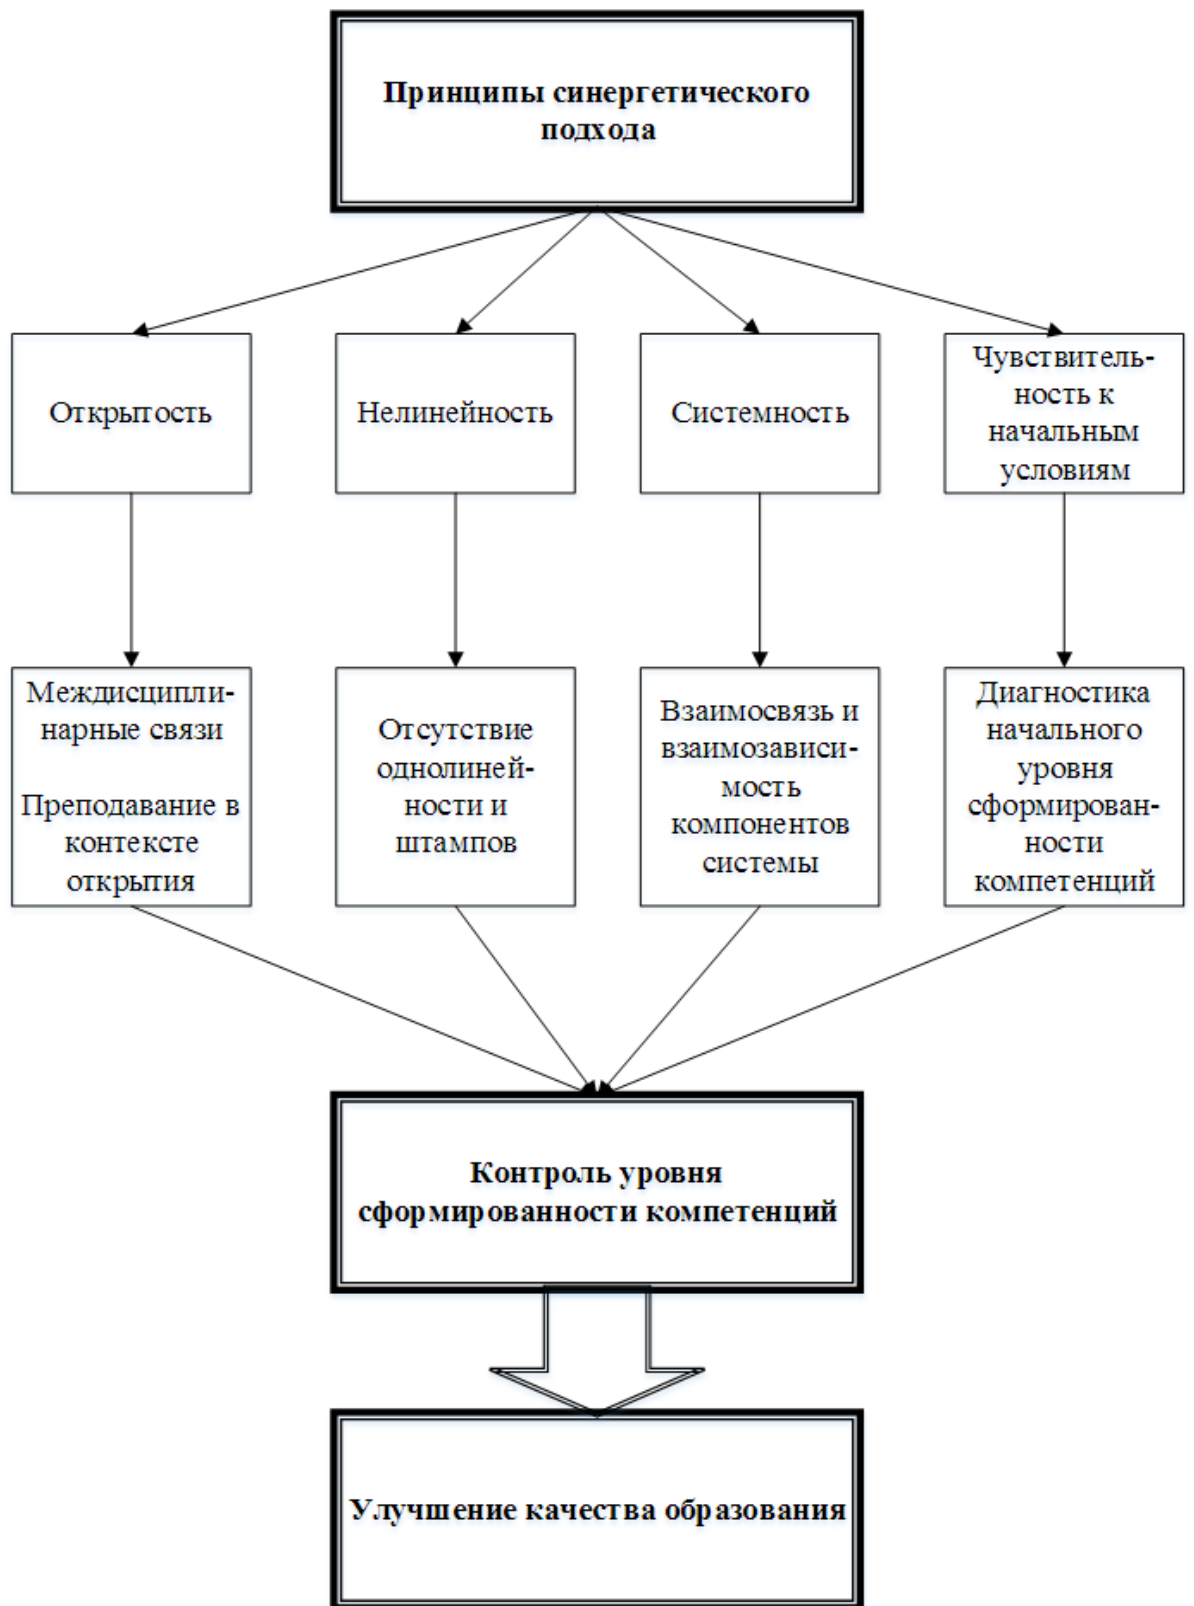 Принципы синергетического
подхода
Открытость
Нелинейность
Системность
Чувствитель-
ность к
начальным
условиям
Междисципли-
нарные связи
Преподавание в
контексте
открытия
Отсутствие
однолиней-
ности и
штампов
Взаимосвязь и
взаимозависи-
мость
компонентов
системы
Диагностика
начального
уровня
сформирован-
ности
компетенций
Контроль уровня
сформированности компетенций
Улучшение качества образования